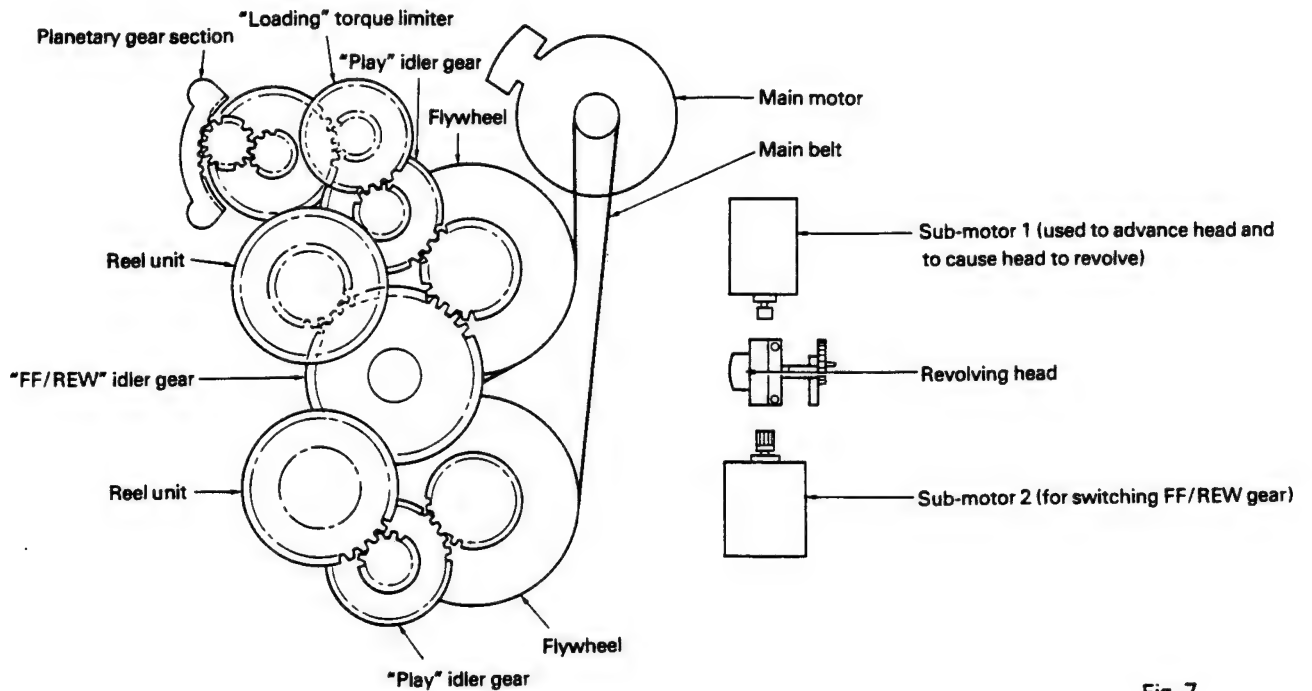 "Loading" torque limiter
Planetary gear section
"Play" idler gear
Flywheel
Main motor
Main belt
Sub-motor 1 (used to advance head and
to cause head to revolve)
Reel unit
"FF/REW" idler gear
Revolving head
Reel unit
Sub-motor 2 (for switching FF/REW gear)
Flywheel
"Play" idler gear
Fig. 7